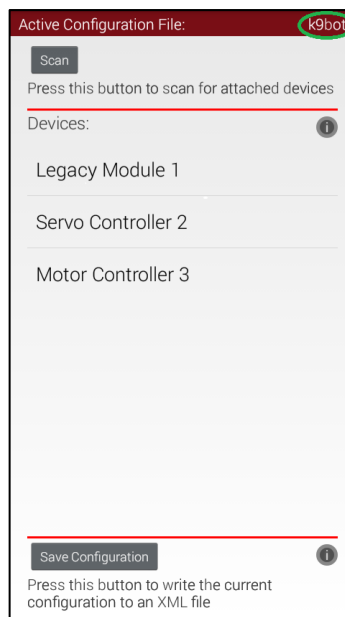 Active Configuration File: k9bot
Scan
Press this button to scan for attached devices
Devices:
Legacy Module 1
Servo Controller 2
Motor Controller 3
Save Configuration
Press this button to write the current
configuration to an XML file